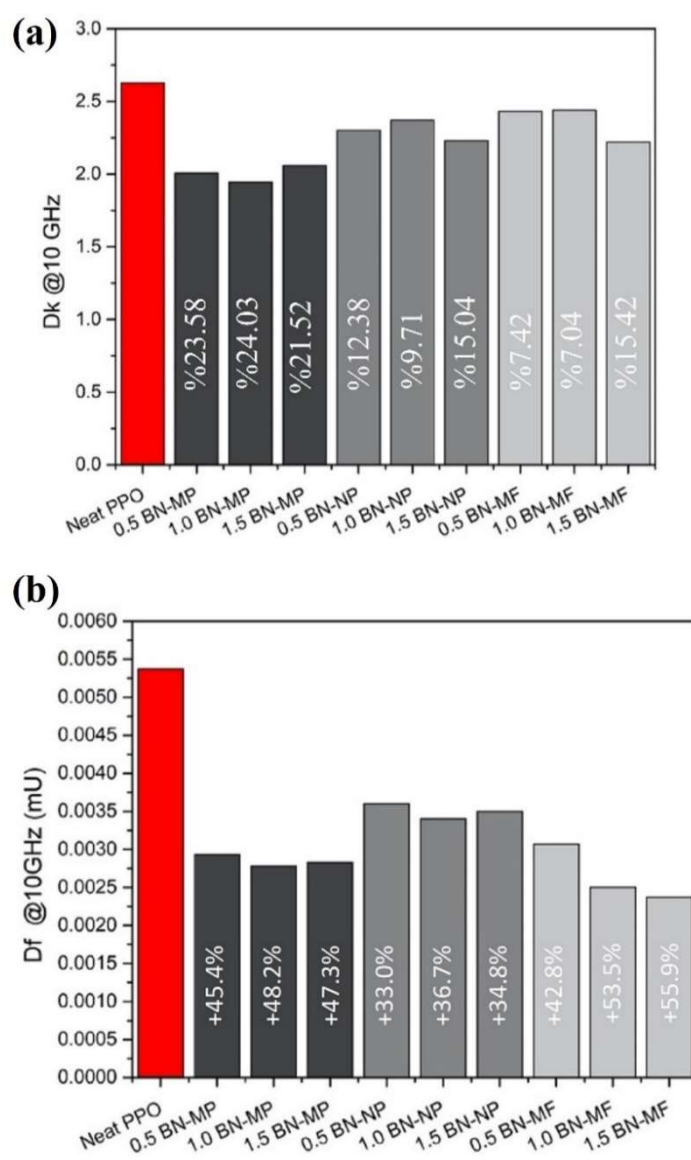 (a)
3.0
2.5
2.0
1.5
1.0
0.5
0.0
Dk @10 GHz
%23.58
%24.03
%21.52
%12.38
%9.71
%15.04
%7.42
%7.04
%15.42
Neat PPO
0.5 BN-MP
1.0 BN-MP
1.5 BN-MP
0.5 BN-NP
1.0 BN-NP
1.5 BN-NP
0.5 BN-MF
1.0 BN-MF
1.5 BN-MF
(b)
0.0060
0.0055
0.0050
0.0045
0.0040
0.0035
0.0030
0.0025
0.0020
0.0015
0.0010
0.0005
0.0000
Df @10GHz (mU)
+45.4%
+48.2%
+47.3%
+33.0%
+36.7%
+34.8%
+42.8%
+53.5%
+55.9%
Neat PPO
0.5 BN-MP
1.0 BN-MP
1.5 BN-MP
0.5 BN-NP
1.0 BN-NP
1.5 BN-NP
0.5 BN-MF
1.0 BN-MF
1.5 BN-MF